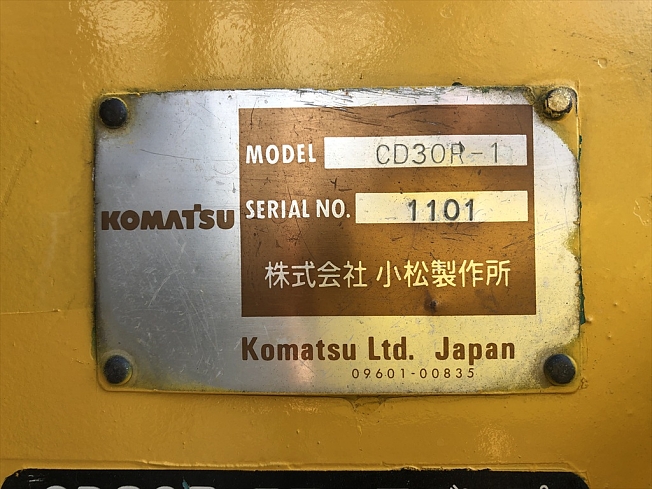 KOMATSU
MODEL CD30R-1
SERIAL NO. 1101
株式会社 小松製作所
Komatsu Ltd. Japan
09601-00835